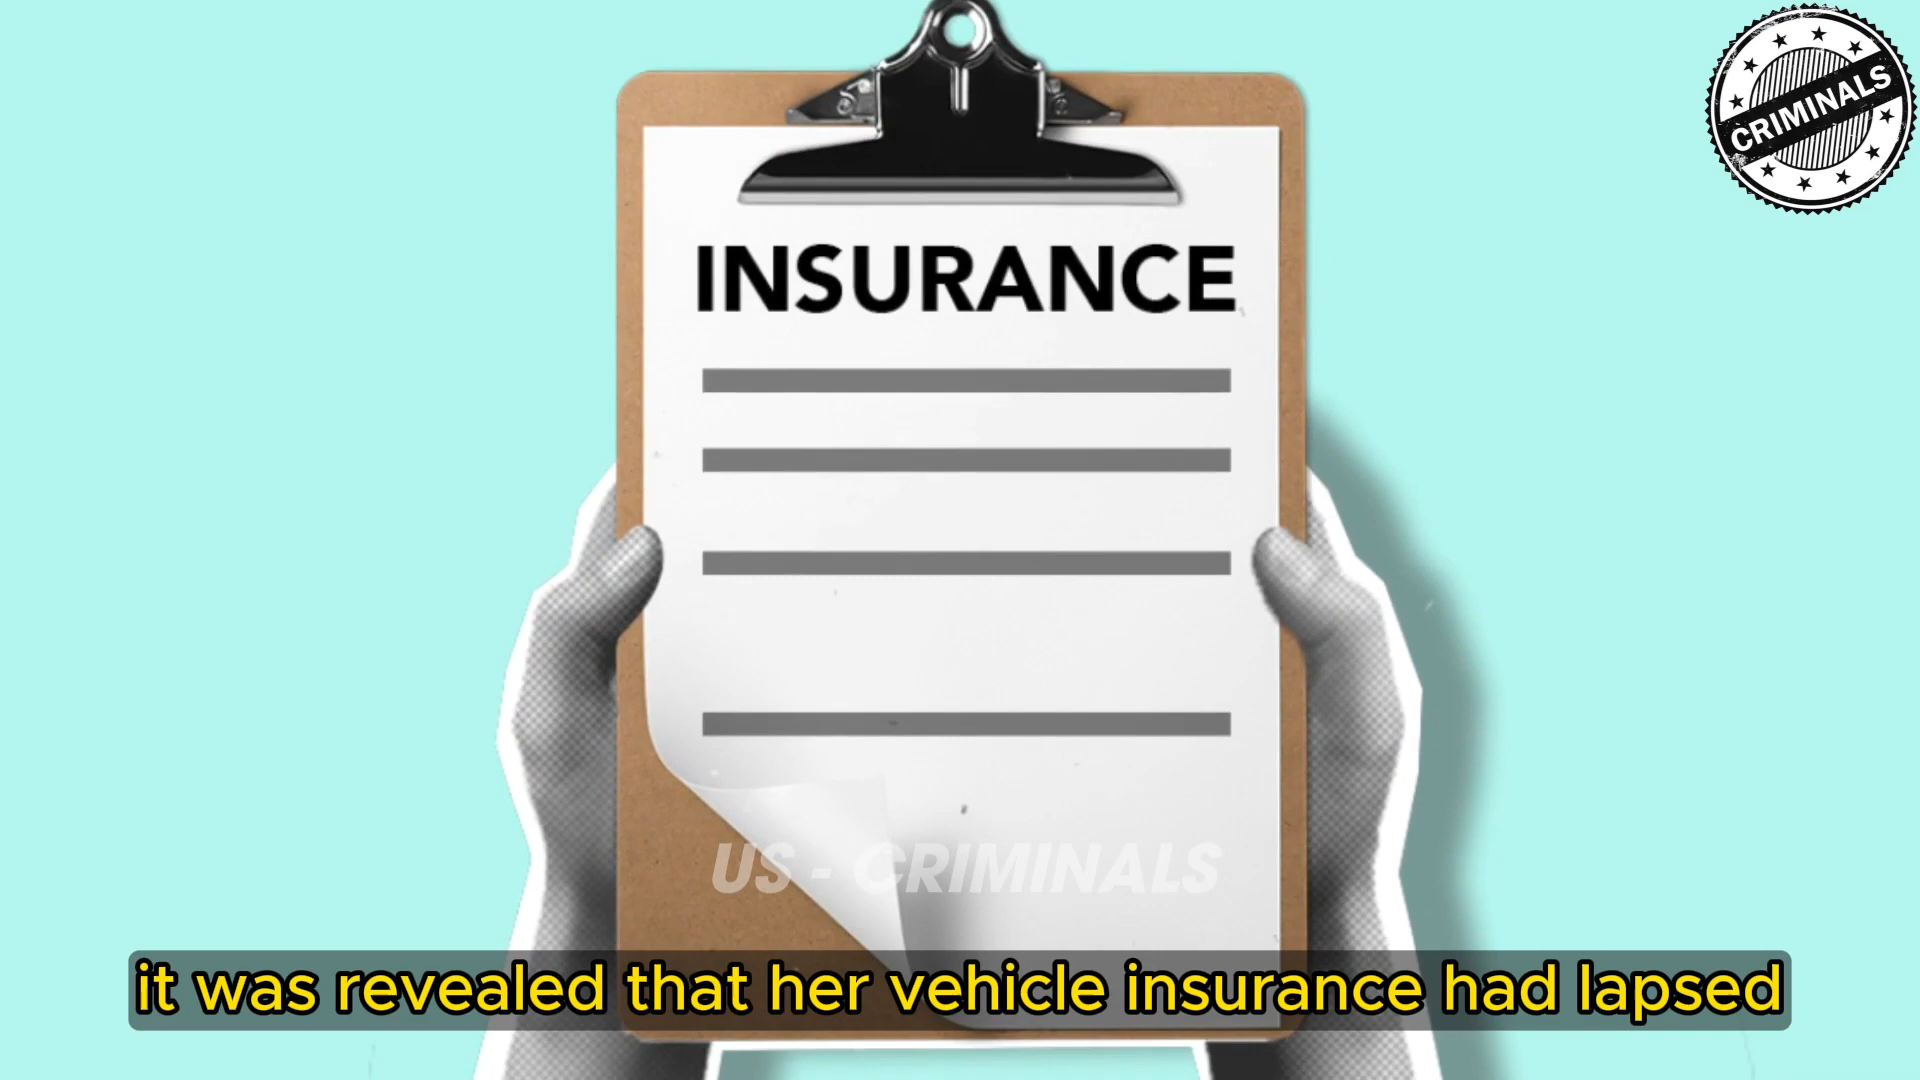 CRIMINALS
INSURANCE
US - CRIMINALS
it was revealed that her vehicle insurance had lapsed